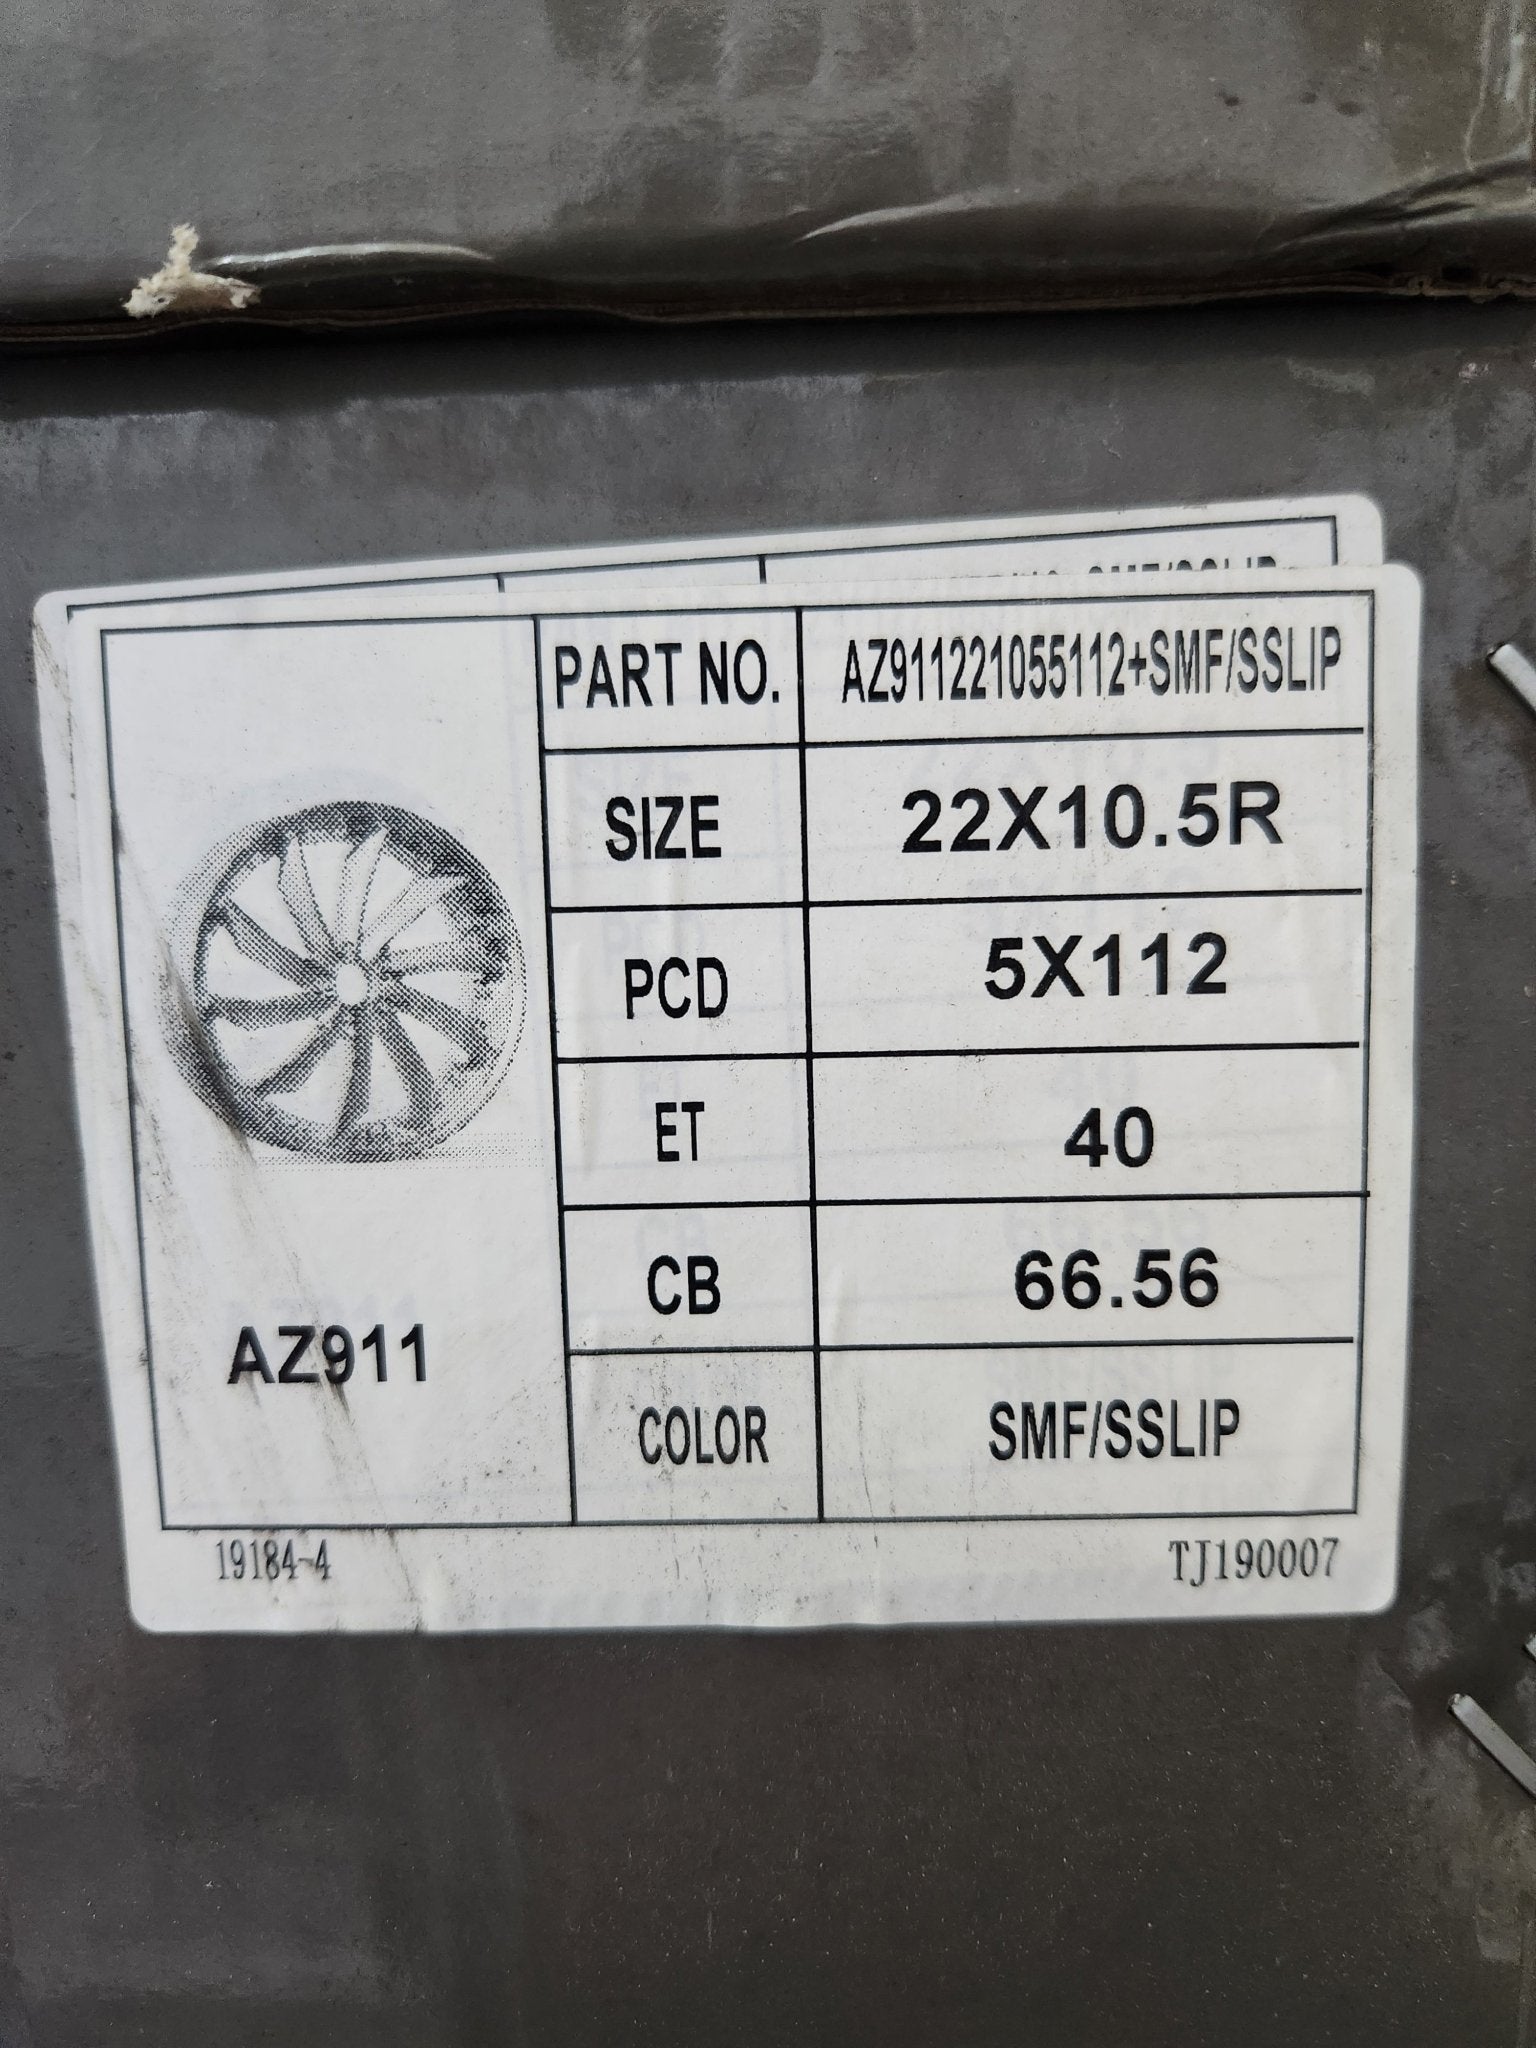 PART NO. AZ911221055112+SMF/SSLIP
SIZE 22X10.5R
PCD 5X112
ET 40
CB 66.56
AZ911
COLOR SMF/SSLIP
19184-4 TJ190007